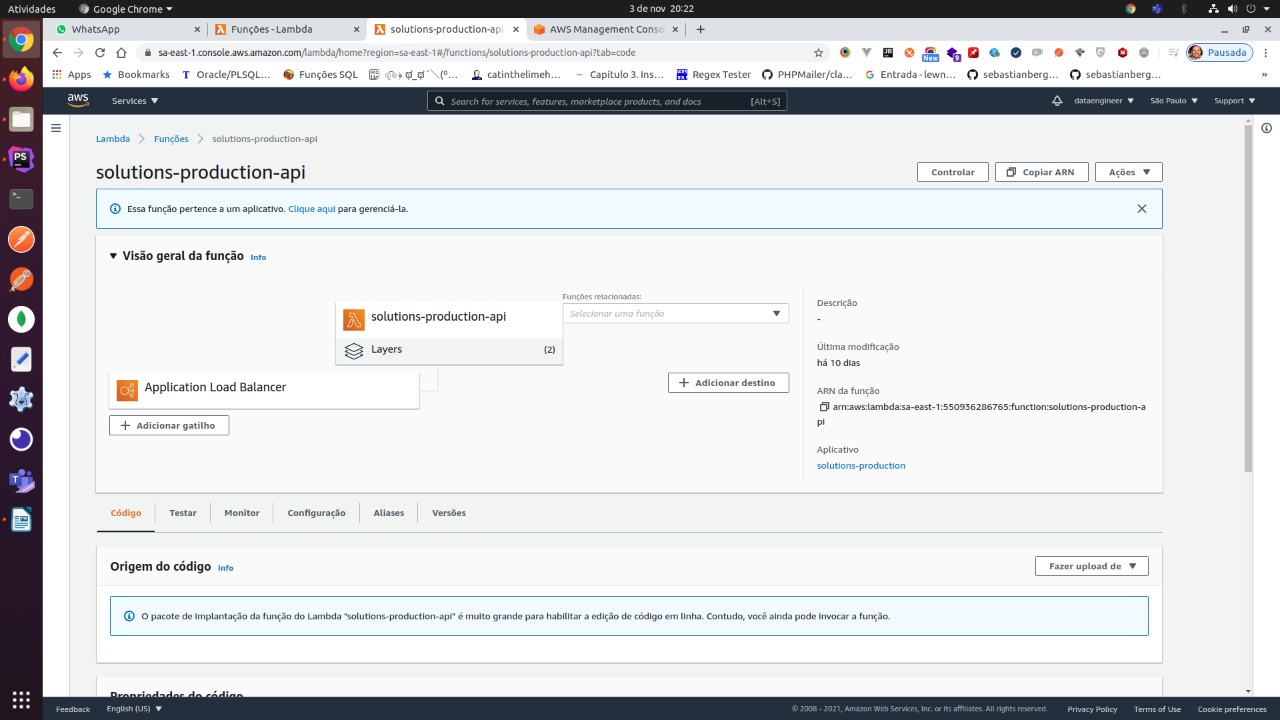 Atividades
Google Chrome
3 de nov 20:22
WhatsApp
Funções - Lambda
solutions-production-api
AWS Management Conso
sa-east-1.console.aws.amazon.com/lambda/home?region=sa-east-1#/functions/solutions-production-api?tab=code
New
9
Pausada
Apps
Bookmarks
Oracle/PLSQL...
Funções SQL
catinthelimeh...
Capítulo 3. Ins...
Regex Tester
PHPMailer/cla...
Entrada – lewn...
sebastianberg...
sebastianberg...
»
aws
Services
Search for services, features, marketplace products, and docs
[Alt+S]
dataengineer
São Paulo
Support
Lambda
Funções
solutions-production-api
solutions-production-api
Controlar
Copiar ARN
Ações
Essa função pertence a um aplicativo. Clique aqui para gerenciá-la.
Visão geral da função
Info
solutions-production-api
Layers
(2)
Funções relacionadas:
Selecionar uma função
Application Load Balancer
Adicionar gatilho
Adicionar destino
Descrição
-
Última modificação
há 10 dias
ARN da função
arn:aws:lambda:sa-east-1:550936286765:function:solutions-production-a
pi
Aplicativo
solutions-production
Código
Testar
Monitor
Configuração
Aliases
Versões
Origem do código
Info
Fazer upload de
O pacote de implantação da função do Lambda "solutions-production-api" é muito grande para habilitar a edição de código em linha. Contudo, você ainda pode invocar a função.
Propriedades do código
Feedback
English (US)
© 2008 - 2021, Amazon Web Services, Inc. or its affiliates. All rights reserved.
Privacy Policy
Terms of Use
Cookie preferences